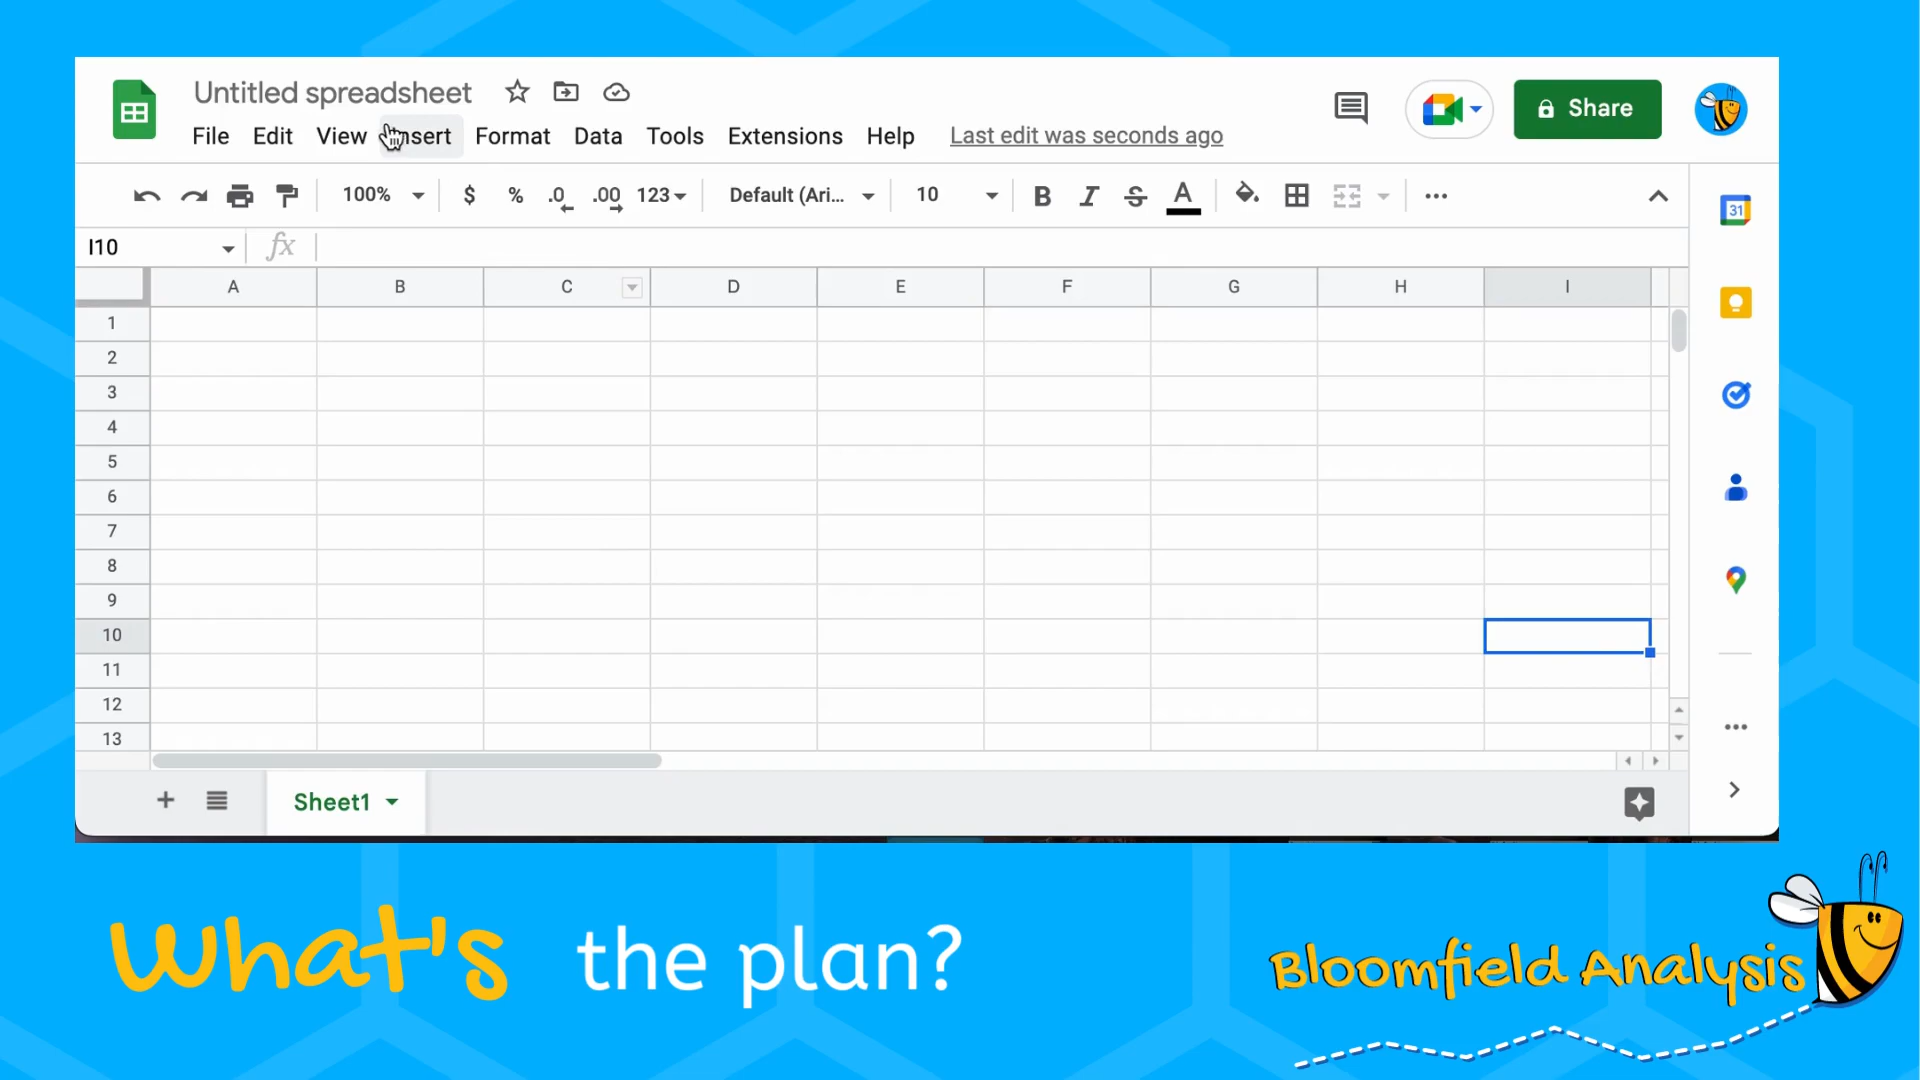 Untitled spreadsheet
File Edit View Insert Format Data Tools Extensions Help Last edit was seconds ago
Share
100% $ % .0 .00 123 Default (Ari... 10 B I S A
31
I10 fx
A B C D E F G H I
1
2
3
4
5
6
7
8
9
10
11
12
13
Sheet1
What's the plan?
Bloomfield Analysis